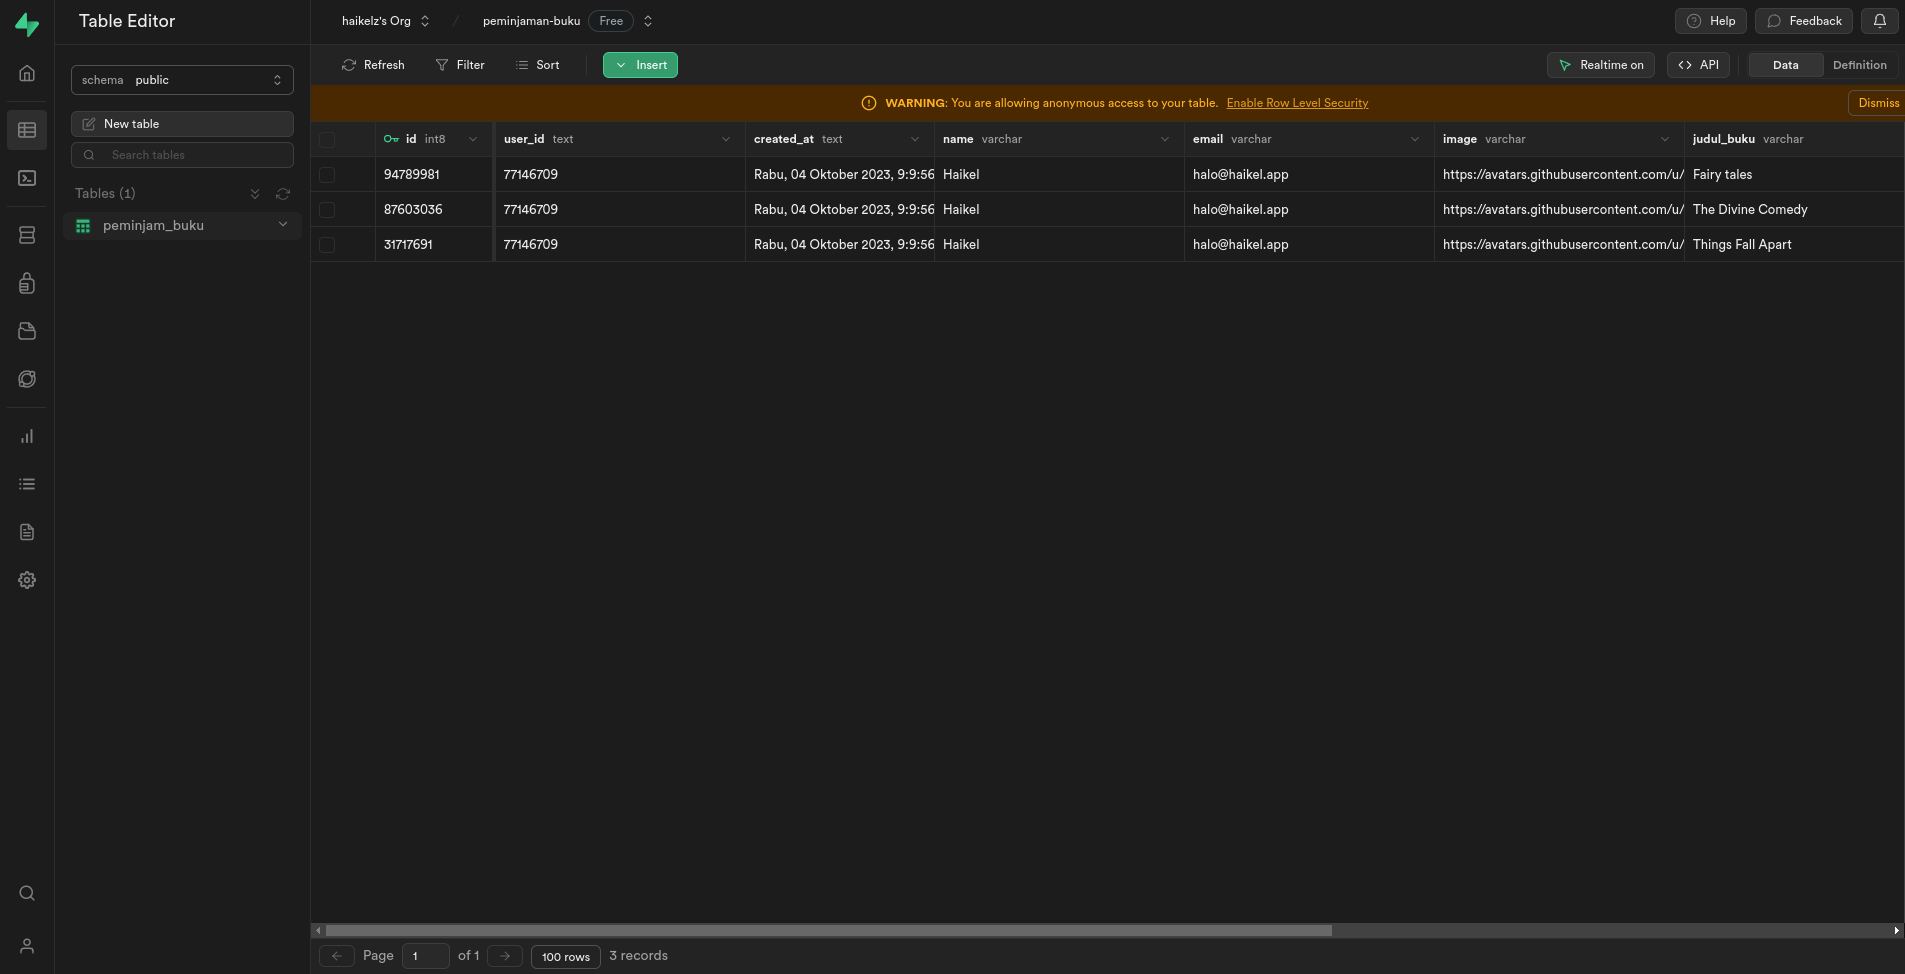 Table Editor
haikelz's Org / peminjaman-buku Free
Help
Feedback
schema public
New table
Search tables
Tables (1)
peminjam_buku
Refresh
Filter
Sort
Insert
Realtime on
<> API
Data
Definition
WARNING: You are allowing anonymous access to your table. Enable Row Level Security
Dismiss
id int8 user_id text created_at text name varchar email varchar image varchar judul_buku varchar
94789981 77146709 Rabu, 04 Oktober 2023, 9:9:56 Haikel halo@haikel.app https://avatars.githubusercontent.com/u/ Fairy tales
87603036 77146709 Rabu, 04 Oktober 2023, 9:9:56 Haikel halo@haikel.app https://avatars.githubusercontent.com/u/ The Divine Comedy
31717691 77146709 Rabu, 04 Oktober 2023, 9:9:56 Haikel halo@haikel.app https://avatars.githubusercontent.com/u/ Things Fall Apart
Page 1 of 1
100 rows
3 records